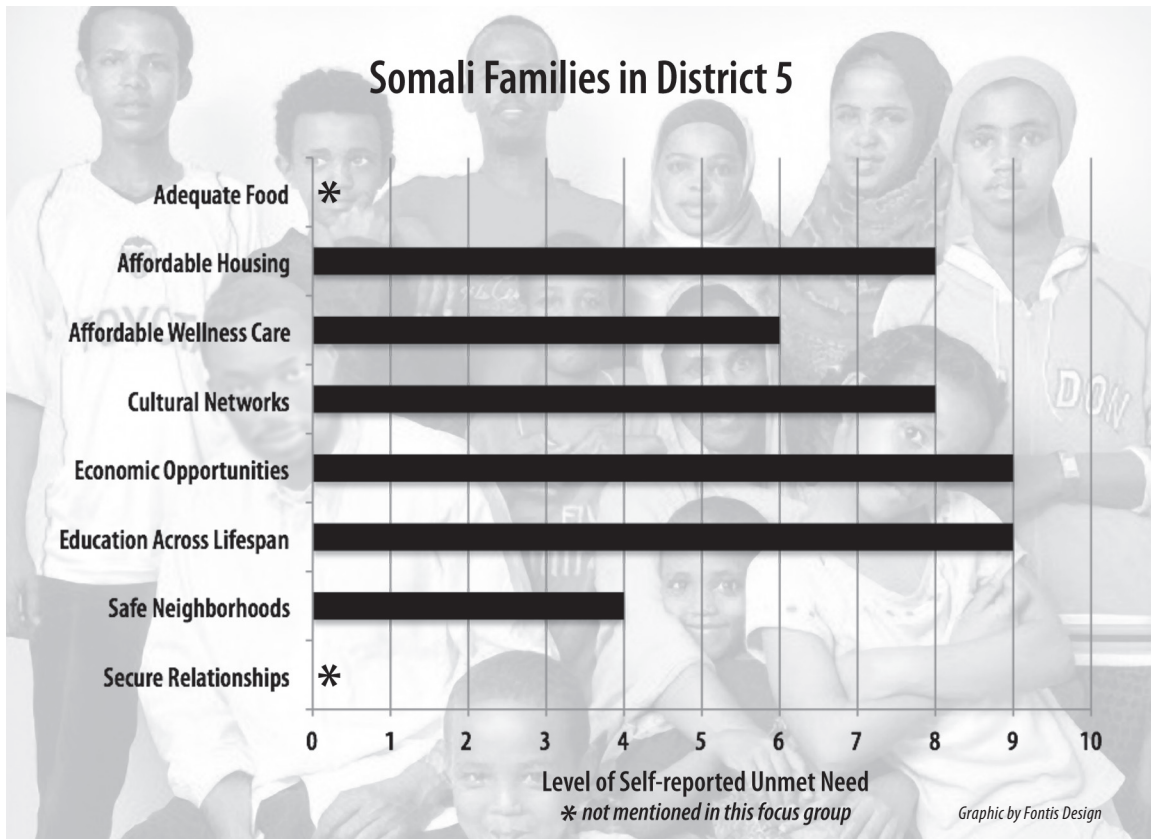 Somali Families in District 5
Adequate Food *
Affordable Housing
Affordable Wellness Care
Cultural Networks
Economic Opportunities
Education Across Lifespan
Safe Neighborhoods
Secure Relationships *
0 1 2 3 4 5 6 7 8 9 10
Level of Self-reported Unmet Need
* not mentioned in this focus group
Graphic by Fontis Design